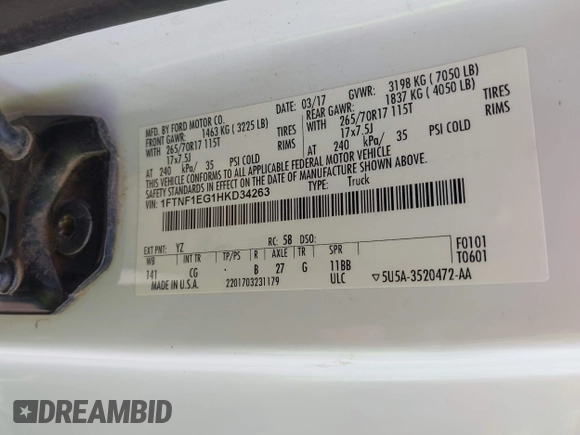 MFD. BY FORD MOTOR CO.
DATE: 03/17 GVWR: 3198 KG ( 7050 LB)
FRONT GAWR: 1463 KG ( 3225 LB) REAR GAWR: 1837 KG ( 4050 LB)
WITH 265/70R17 115T TIRES WITH 265/70R17 115T TIRES
17x7.5J RIMS 17x7.5J RIMS
AT 240 kPa/ 35 PSI COLD AT 240 kPa/ 35 PSI COLD
THIS VEHICLE CONFORMS TO ALL APPLICABLE FEDERAL MOTOR VEHICLE
SAFETY STANDARDS IN EFFECT ON THE DATE OF MANUFACTURE SHOWN ABOVE.
VIN: 1FTNF1EG1HKD34263 TYPE: Truck
EXT PNT: YZ RC: 58 DSO: F0101
WB INT TR TP/PS R AXLE TR SPR T0601
141 CG · B 27 G 11BB
MADE IN U.S.A. 2201703231179 ULC ▽5U5A-3520472-AA
DREAMBID